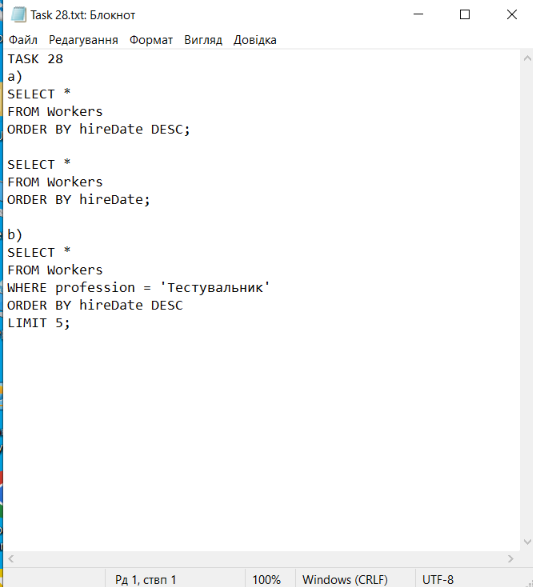 Task 28.txt: Блокнот
Файл Редагування Формат Вигляд Довідка
TASK 28
a)
SELECT *
FROM Workers
ORDER BY hireDate DESC;
SELECT *
FROM Workers
ORDER BY hireDate;
b)
SELECT *
FROM Workers
WHERE profession = 'Тестувальник'
ORDER BY hireDate DESC
LIMIT 5;
Рд 1, ствп 1 100% Windows (CRLF) UTF-8